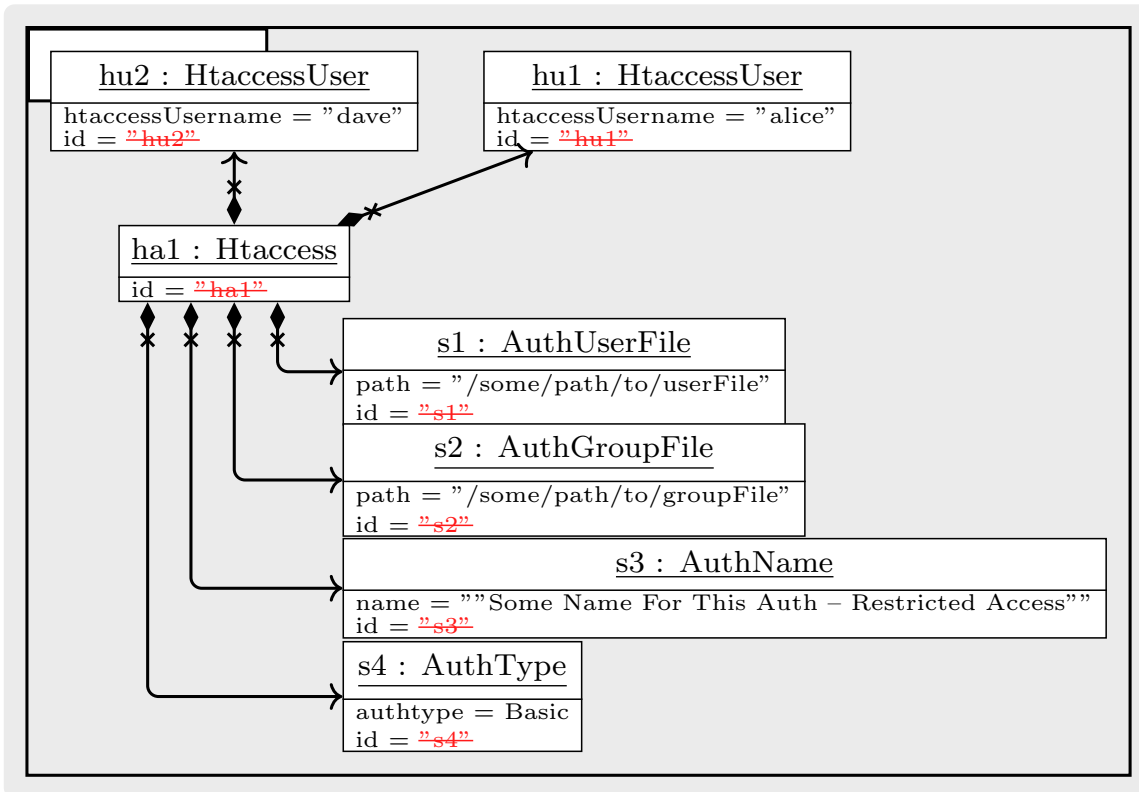 hu2 : HtaccessUser
htaccessUsername = ”dave”
id = ”hu2”
hu1 : HtaccessUser
htaccessUsername = ”alice”
id = ”hu1”
ha1 : Htaccess
id = ”ha1”
s1 : AuthUserFile
path = ”/some/path/to/userFile”
id = ”s1”
s2 : AuthGroupFile
path = ”/some/path/to/groupFile”
id = ”s2”
s3 : AuthName
name = ””Some Name For This Auth – Restricted Access””
id = ”s3”
s4 : AuthType
authtype = Basic
id = ”s4”